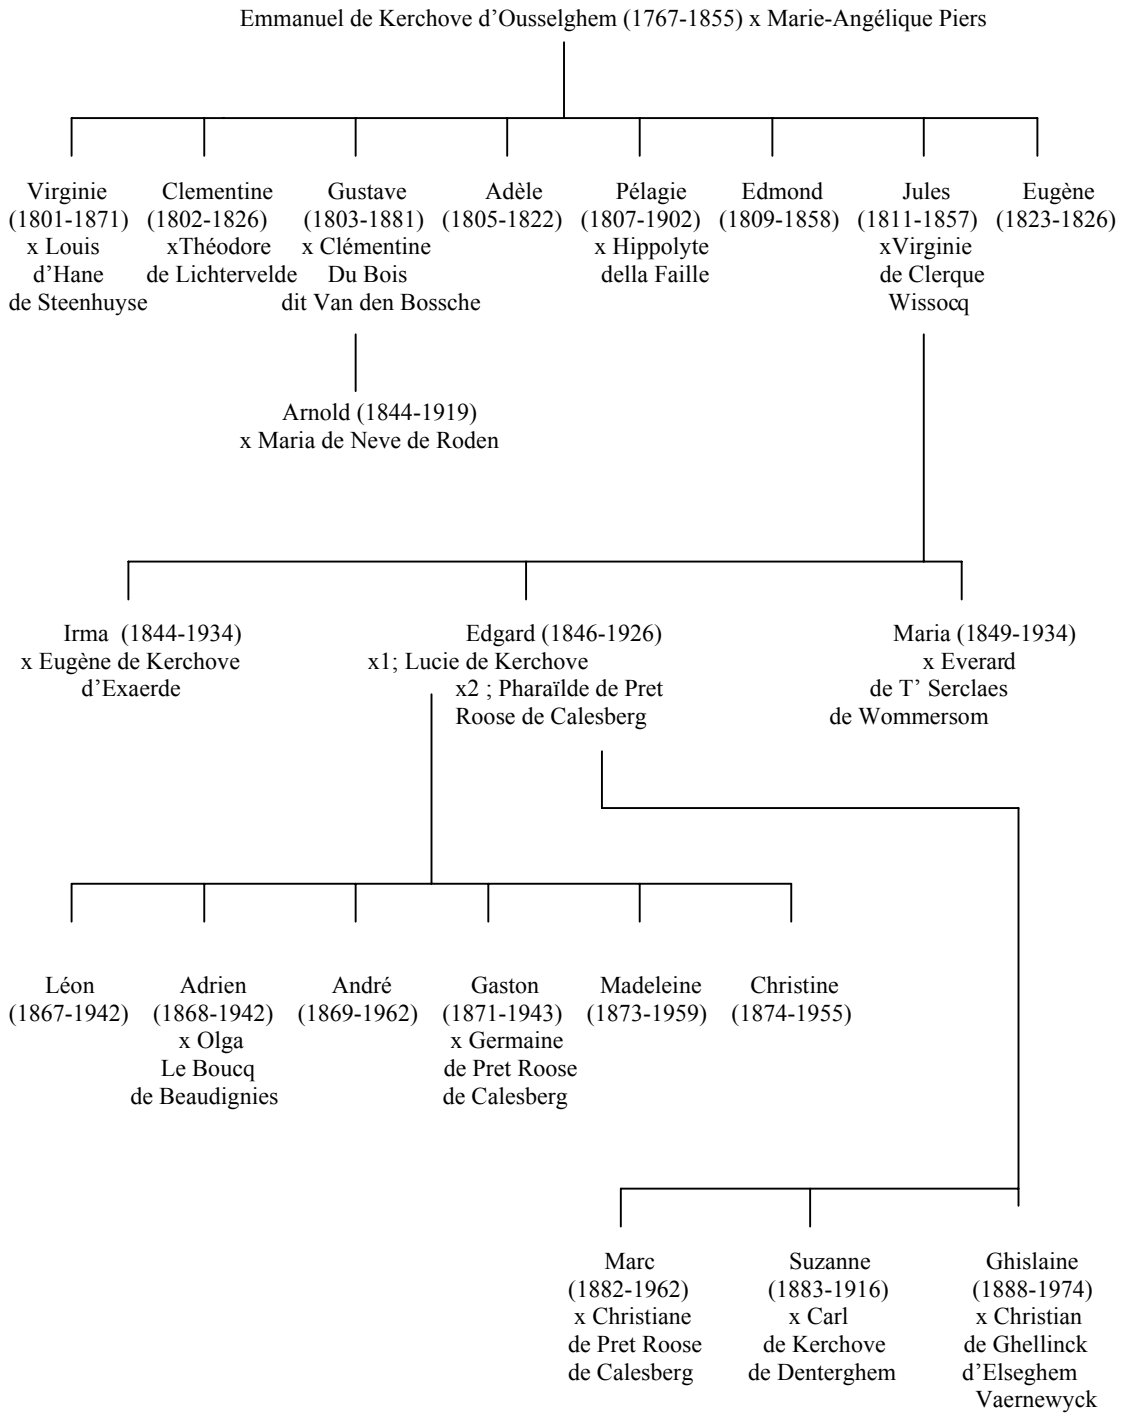 Emmanuel de Kerchove d'Ousselghem (1767-1855) x Marie-Angélique Piers
Virginie
(1801-1871)
x Louis
d'Hane
de Steenhuyse
Clementine
(1802-1826)
xThéodore
de Lichtervelde
Gustave
(1803-1881)
x Clémentine
Du Bois
dit Van den Bossche
Adèle
(1805-1822)
Pélagie
(1807-1902)
x Hippolyte
della Faille
Edmond
(1809-1858)
Jules
(1811-1857)
xVirginie
de Clerque
Wissocq
Eugène
(1823-1826)
Arnold (1844-1919)
x Maria de Neve de Roden
Irma (1844-1934)
x Eugène de Kerchove
d'Exaerde
Edgard (1846-1926)
x1; Lucie de Kerchove
x2 ; Pharaïlde de Pret
Roose de Calesberg
Maria (1849-1934)
x Everard
de T' Serclaes
de Wommersom
Léon
(1867-1942)
Adrien
(1868-1942)
x Olga
Le Boucq
de Beaudignies
André
(1869-1962)
Gaston
(1871-1943)
x Germaine
de Pret Roose
de Calesberg
Madeleine
(1873-1959)
Christine
(1874-1955)
Marc
(1882-1962)
x Christiane
de Pret Roose
de Calesberg
Suzanne
(1883-1916)
x Carl
de Kerchove
de Denterghem
Ghislaine
(1888-1974)
x Christian
de Ghellinck
d'Elseghem
Vaernewyck